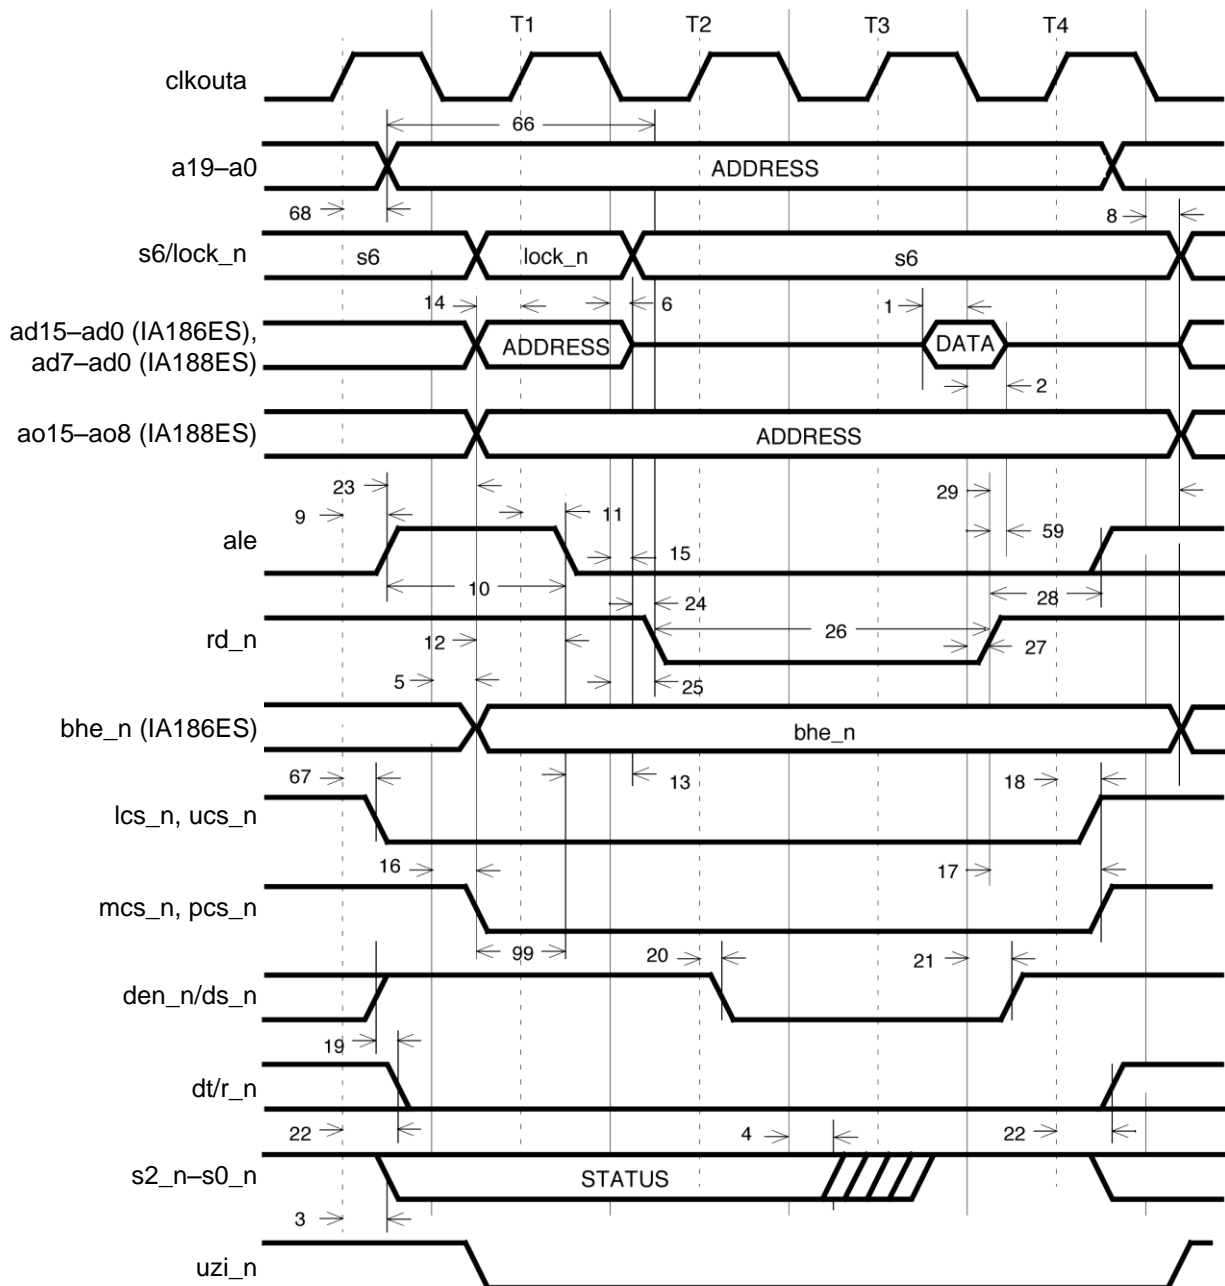 T1 T2 T3 T4
clkouta
66
a19–a0 ADDRESS
68 8
s6/lock_n s6 lock_n s6
14 6 1
ad15–ad0 (IA186ES),
ad7–ad0 (IA188ES) ADDRESS DATA
2
ao15–ao8 (IA188ES) ADDRESS
23 29
9 11 59
ale
15
10 28
24
rd_n 12 26 27
5 25
bhe_n (IA186ES) bhe_n
67 13 18
lcs_n, ucs_n
16 17
mcs_n, pcs_n
99 20 21
den_n/ds_n
19
dt/r_n
22 4 22
s2_n–s0_n STATUS
3
uzi_n